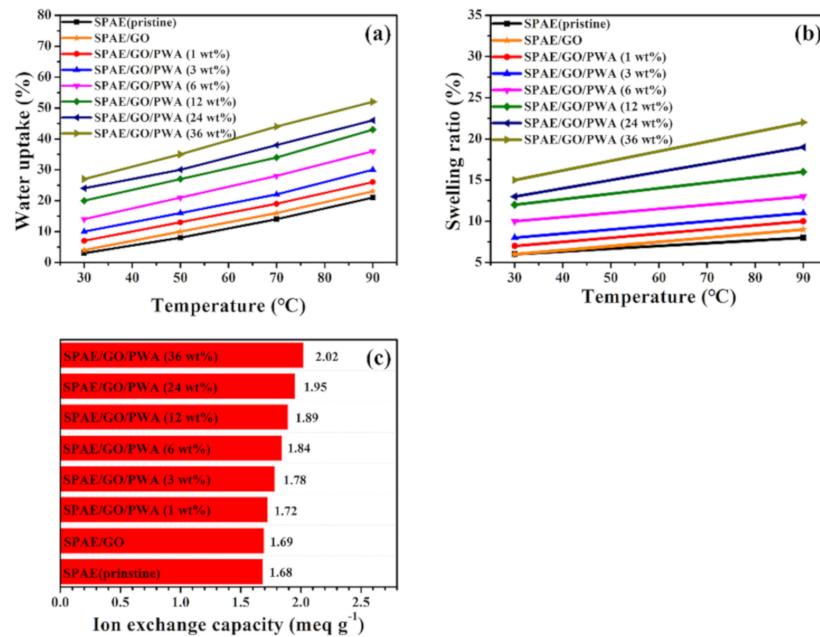 (a)
SPAE(pristine)
SPAE/GO
SPAE/GO/PWA (1 wt%)
SPAE/GO/PWA (3 wt%)
SPAE/GO/PWA (6 wt%)
SPAE/GO/PWA (12 wt%)
SPAE/GO/PWA (24 wt%)
SPAE/GO/PWA (36 wt%)
Water uptake (%)
80
70
60
50
40
30
20
10
0
30 40 50 60 70 80 90
Temperature (°C)
(b)
SPAE(pristine)
SPAE/GO
SPAE/GO/PWA (1 wt%)
SPAE/GO/PWA (3 wt%)
SPAE/GO/PWA (6 wt%)
SPAE/GO/PWA (12 wt%)
SPAE/GO/PWA (24 wt%)
SPAE/GO/PWA (36 wt%)
Swelling ratio (%)
35
30
25
20
15
10
5
30 40 50 60 70 80 90
Temperature (°C)
(c)
SPAE/GO/PWA (36 wt%) 2.02
SPAE/GO/PWA (24 wt%) 1.95
SPAE/GO/PWA (12 wt%) 1.89
SPAE/GO/PWA (6 wt%) 1.84
SPAE/GO/PWA (3 wt%) 1.78
SPAE/GO/PWA (1 wt%) 1.72
SPAE/GO 1.69
SPAE(prinstine) 1.68
0.0 0.5 1.0 1.5 2.0 2.5
Ion exchange capacity (meq g⁻¹)